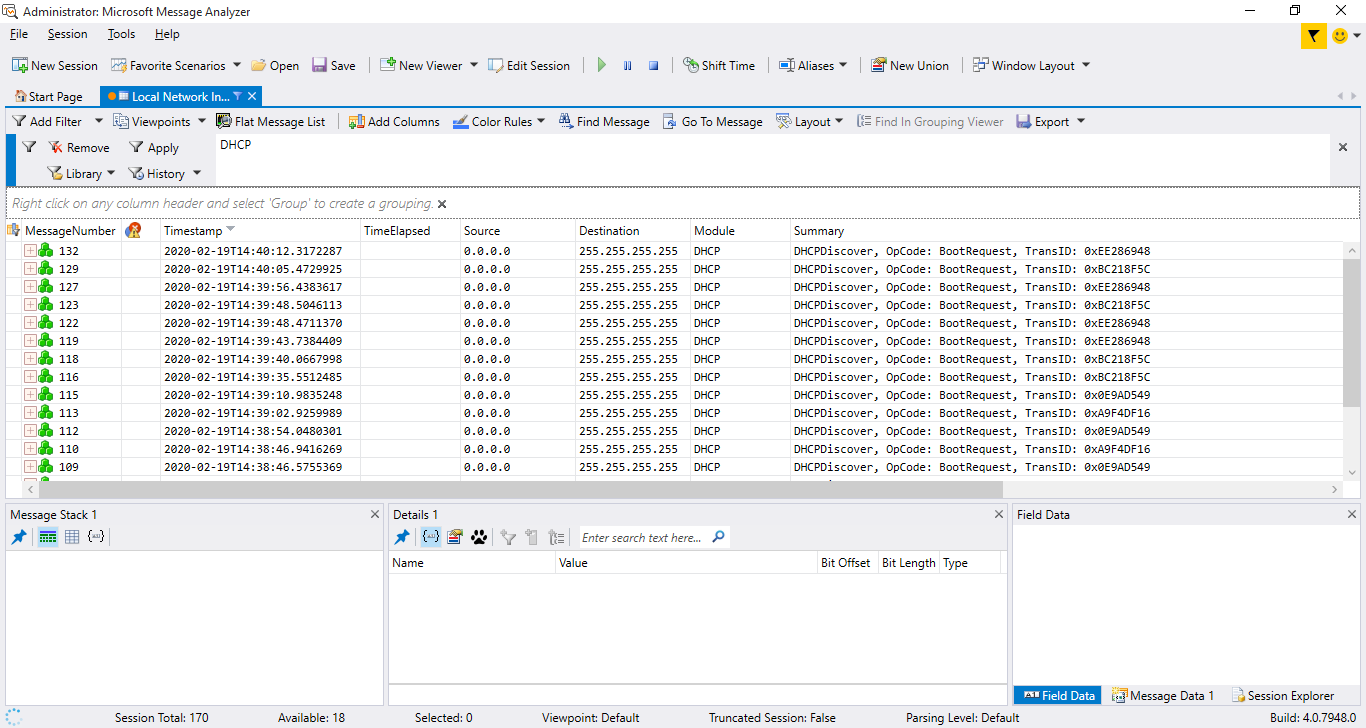 Administrator: Microsoft Message Analyzer
File Session Tools Help
New Session Favorite Scenarios Open Save New Viewer Edit Session Shift Time Aliases New Union Window Layout
Start Page Local Network In...
Add Filter Viewpoints Flat Message List Add Columns Color Rules Find Message Go To Message Layout Find In Grouping Viewer Export
Remove Apply DHCP
Library History
Right click on any column header and select 'Group' to create a grouping.
MessageNumber Timestamp TimeElapsed Source Destination Module Summary
132 2020-02-19T14:40:12.3172287 0.0.0.0 255.255.255.255 DHCP DHCPDiscover, OpCode: BootRequest, TransID: 0xEE286948
129 2020-02-19T14:40:05.4729925 0.0.0.0 255.255.255.255 DHCP DHCPDiscover, OpCode: BootRequest, TransID: 0xBC218F5C
127 2020-02-19T14:39:56.4383617 0.0.0.0 255.255.255.255 DHCP DHCPDiscover, OpCode: BootRequest, TransID: 0xEE286948
123 2020-02-19T14:39:48.5046113 0.0.0.0 255.255.255.255 DHCP DHCPDiscover, OpCode: BootRequest, TransID: 0xBC218F5C
122 2020-02-19T14:39:48.4711370 0.0.0.0 255.255.255.255 DHCP DHCPDiscover, OpCode: BootRequest, TransID: 0xEE286948
119 2020-02-19T14:39:43.7384409 0.0.0.0 255.255.255.255 DHCP DHCPDiscover, OpCode: BootRequest, TransID: 0xEE286948
118 2020-02-19T14:39:40.0667998 0.0.0.0 255.255.255.255 DHCP DHCPDiscover, OpCode: BootRequest, TransID: 0xBC218F5C
116 2020-02-19T14:39:35.5512485 0.0.0.0 255.255.255.255 DHCP DHCPDiscover, OpCode: BootRequest, TransID: 0xBC218F5C
115 2020-02-19T14:39:10.9835248 0.0.0.0 255.255.255.255 DHCP DHCPDiscover, OpCode: BootRequest, TransID: 0x0E9AD549
113 2020-02-19T14:39:02.9259989 0.0.0.0 255.255.255.255 DHCP DHCPDiscover, OpCode: BootRequest, TransID: 0xA9F4DF16
112 2020-02-19T14:38:54.0480301 0.0.0.0 255.255.255.255 DHCP DHCPDiscover, OpCode: BootRequest, TransID: 0x0E9AD549
110 2020-02-19T14:38:46.9416269 0.0.0.0 255.255.255.255 DHCP DHCPDiscover, OpCode: BootRequest, TransID: 0xA9F4DF16
109 2020-02-19T14:38:46.5755369 0.0.0.0 255.255.255.255 DHCP DHCPDiscover, OpCode: BootRequest, TransID: 0x0E9AD549
Message Stack 1 Details 1 Field Data
Enter search text here...
Name Value Bit Offset Bit Length Type
Field Data Message Data 1 Session Explorer
Session Total: 170 Available: 18 Selected: 0 Viewpoint: Default Truncated Session: False Parsing Level: Default Build: 4.0.7948.0